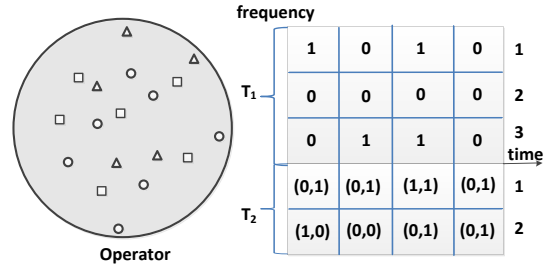 frequency
1 0 1 0 1
T1
0 0 0 0 2
0 1 1 0 3
time
(0,1) (0,1) (1,1) (0,1) 1
T2
(1,0) (0,0) (0,1) (0,1) 2
Operator